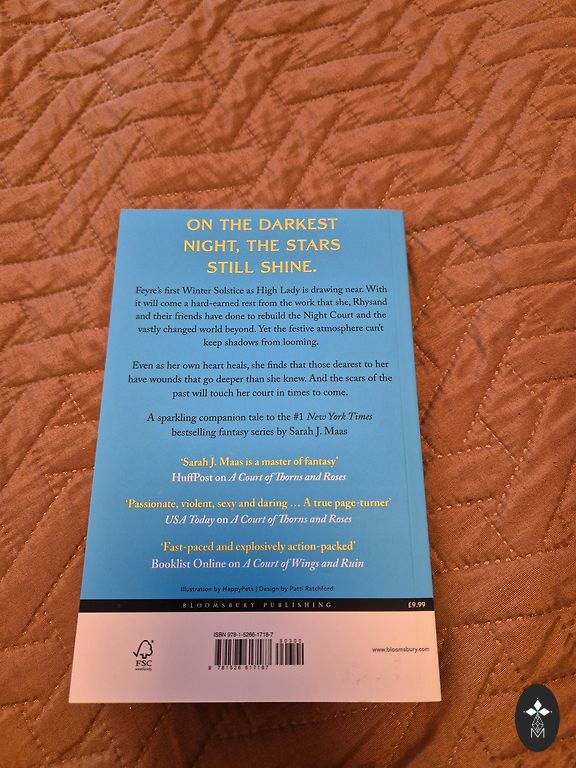 ON THE DARKEST
NIGHT, THE STARS
STILL SHINE.
Feyre's first Winter Solstice as High Lady is drawing near. With
it will come a hard-earned rest from the work that she, Rhysand
and their friends have done to rebuild the Night Court and the
vastly changed world beyond. Yet the festive atmosphere can't
keep shadows from looming.
Even as her own heart heals, she finds that those dearest to her
have wounds that go deeper than she knew. And the scars of the
past will touch her court in times to come.
A sparkling companion tale to the #1 New York Times
bestselling fantasy series by Sarah J. Maas
'Sarah J. Maas is a master of fantasy'
HuffPost on A Court of Thorns and Roses
'Passionate, violent, sexy and daring … A true page-turner'
USA Today on A Court of Thorns and Roses
'Fast-paced and explosively action-packed'
Booklist Online on A Court of Wings and Ruin
Illustration by HappyPets | Design by Patti Ratchford
BLOOMSBURY PUBLISHING £9.99
ISBN 978-1-5266-1718-7
90300
9 781526 617187
FSC
www.fsc.org
www.bloomsbury.com
M